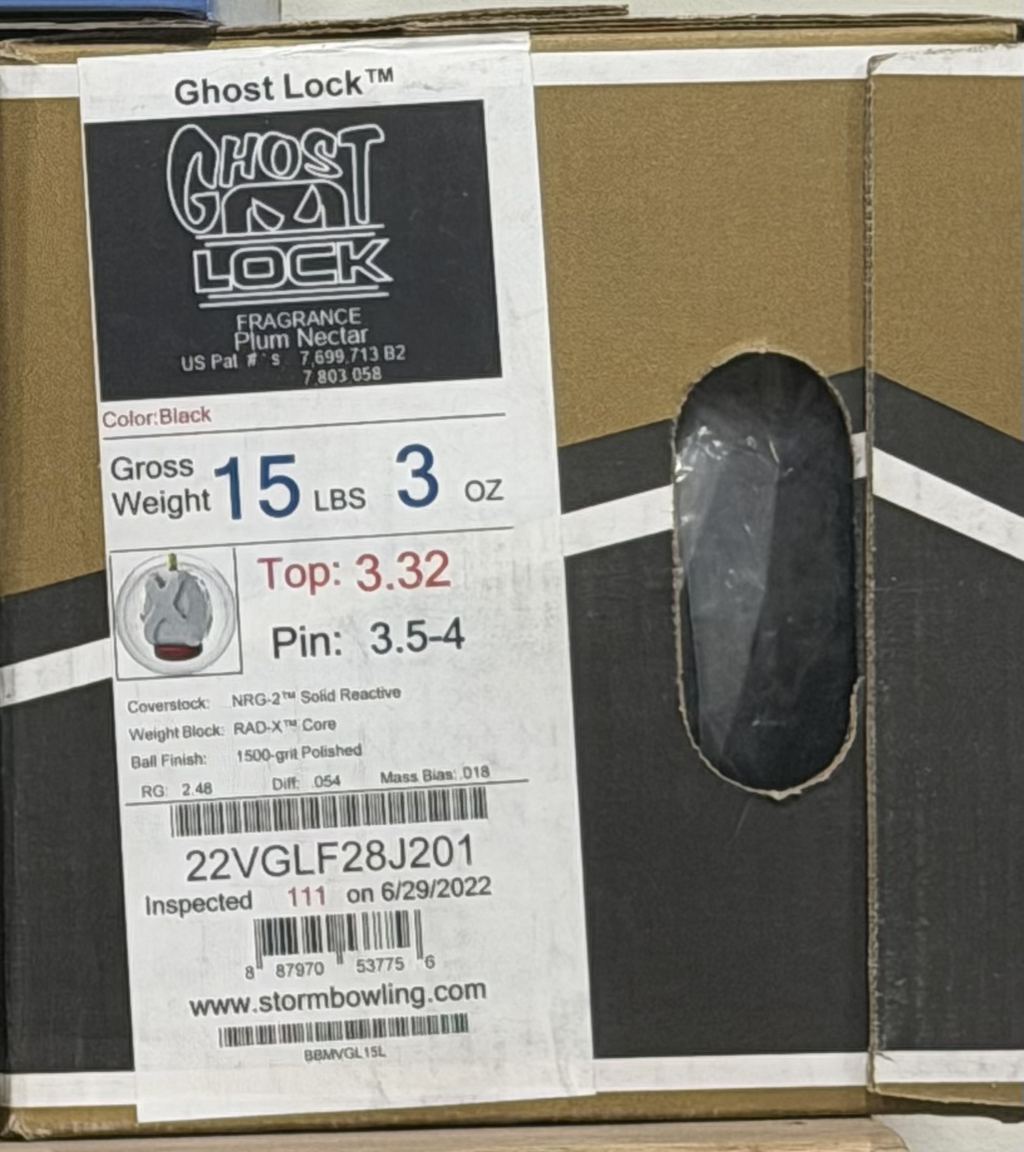 Ghost Lock™
GHOST
LOCK
FRAGRANCE
Plum Nectar
US Pat #`s 7,699,713 B2
7,803,058
Color:Black
Gross Weight 15 LBS 3 OZ
Top: 3.32
Pin: 3.5-4
Coverstock: NRG-2™ Solid Reactive
Weight Block: RAD-X™ Core
Ball Finish: 1500-grit Polished
RG: 2.48 Diff: .054 Mass Bias: .018
22VGLF28J201
Inspected 111 on 6/29/2022
8 87970 53775 6
www.stormbowling.com
BBMVGL15L